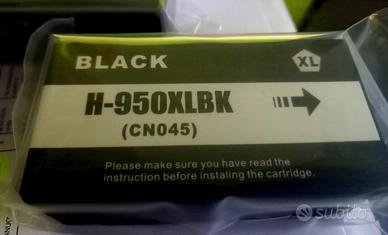 BLACK
XL
H-950XLBK
(CN045)
Please make sure you have read the
instruction before instaling the cartridge.
subito